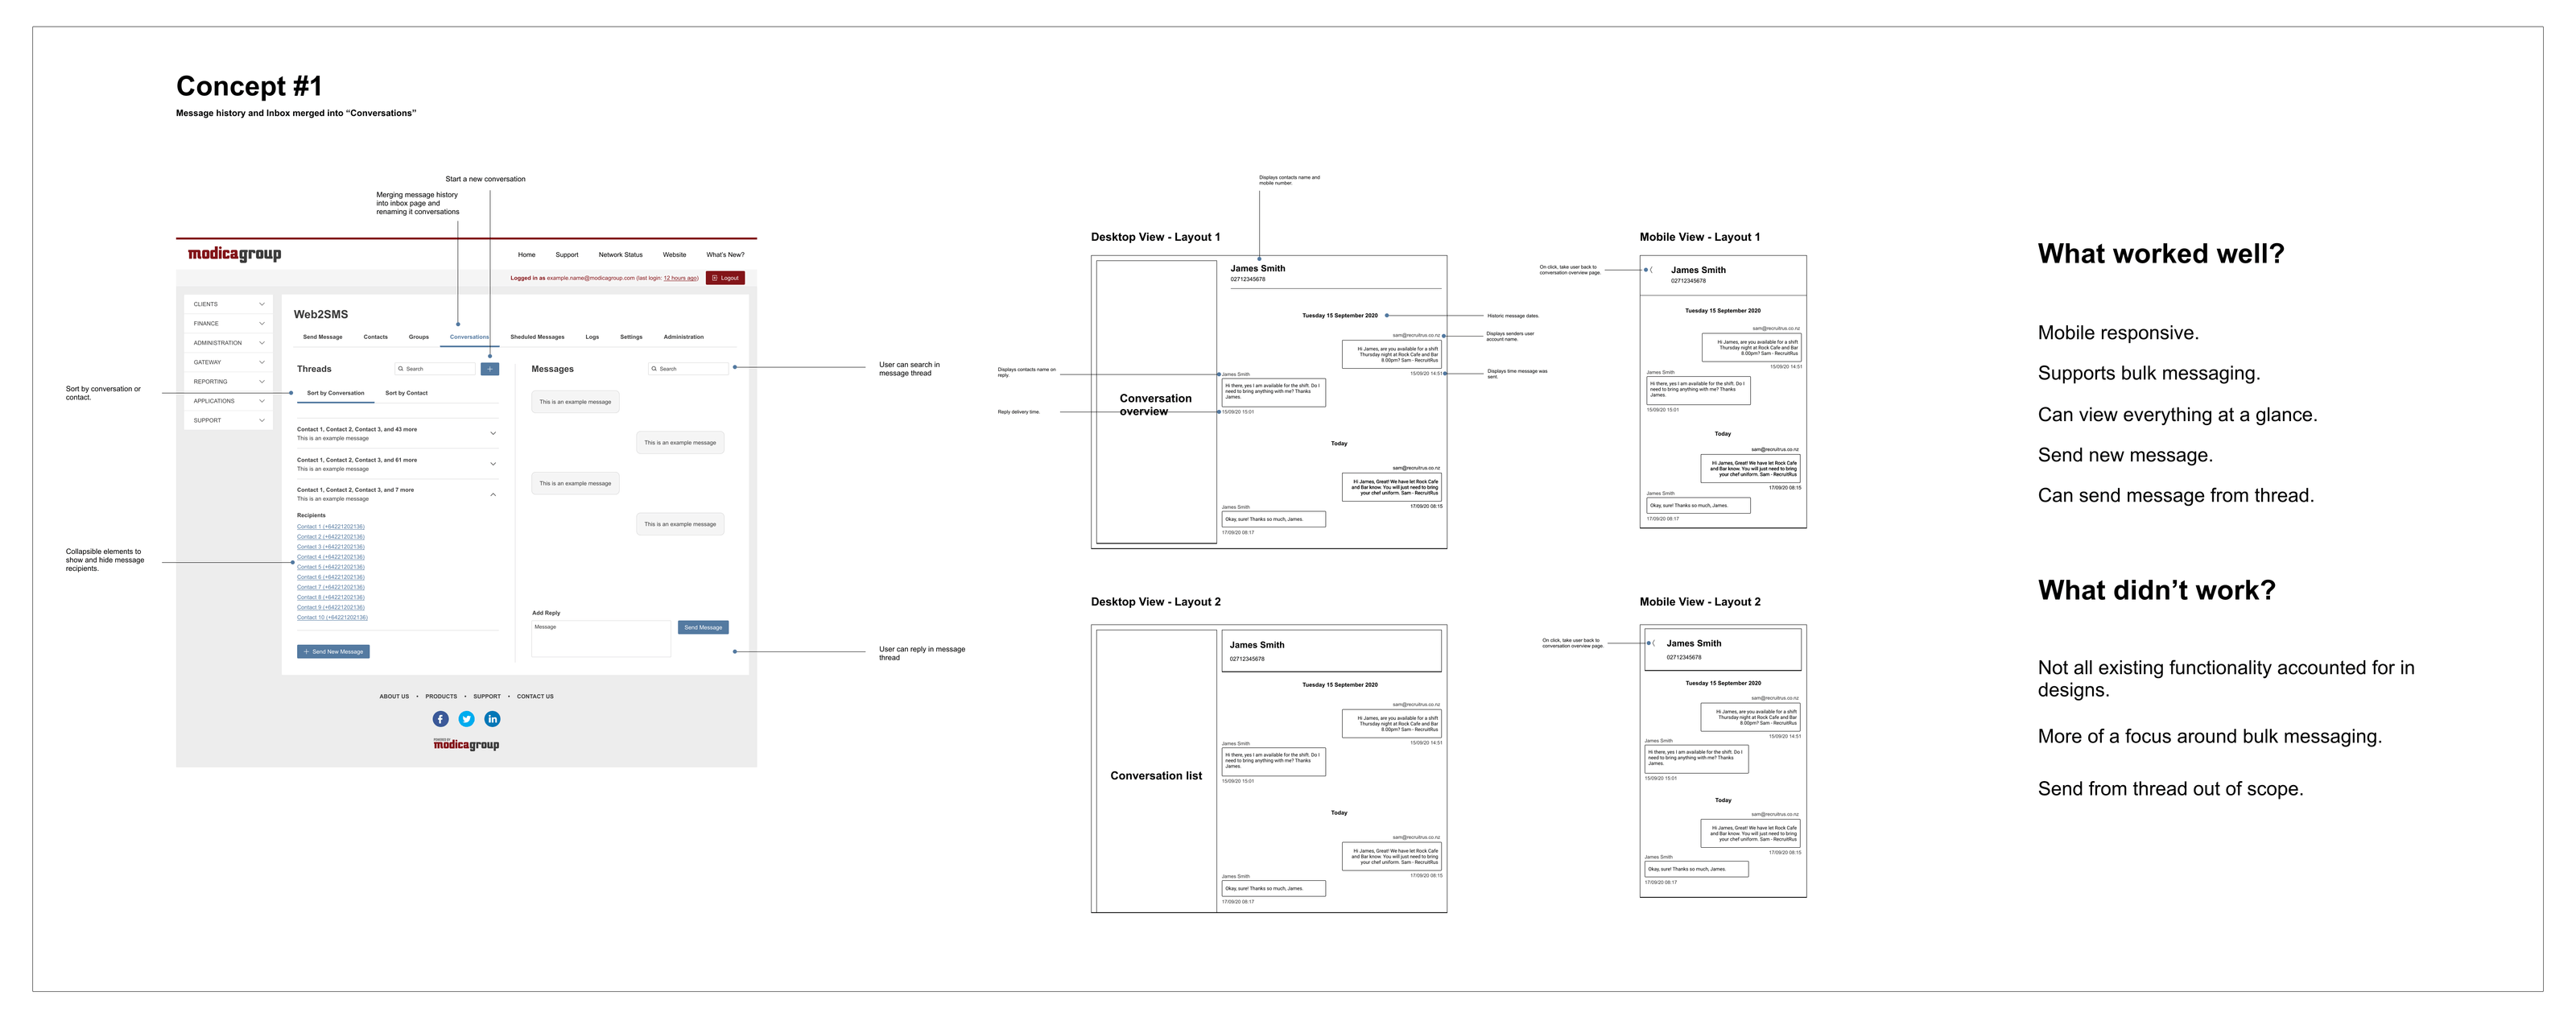 Concept #1
Message history and Inbox merged into “Conversations”
Start a new conversation
Merging message history
into inbox page and
renaming it conversations
modicagroup
Home Support Network Status Website What's New?
Logged in as example.name@modicagroup.com (last login: 12 hours ago) Logout
CLIENTS
FINANCE
ADMINISTRATION
GATEWAY
REPORTING
APPLICATIONS
SUPPORT
Web2SMS
Send Message Contacts Groups Conversations Sheduled Messages Logs Settings Administration
Threads Search +
Sort by Conversation Sort by Contact
Contact 1, Contact 2, Contact 3, and 43 more
This is an example message
Contact 1, Contact 2, Contact 3, and 61 more
This is an example message
Contact 1, Contact 2, Contact 3, and 7 more
This is an example message
Recipients
Contact 1 (+64221202136)
Contact 2 (+64221202136)
Contact 3 (+64221202136)
Contact 4 (+64221202136)
Contact 5 (+64221202136)
Contact 6 (+64221202136)
Contact 7 (+64221202136)
Contact 8 (+64221202136)
Contact 9 (+64221202136)
Contact 10 (+64221202136)
+ Send New Message
Messages Search
This is an example message
This is an example message
This is an example message
This is an example message
Add Reply
Message
Send Message
ABOUT US • PRODUCTS • SUPPORT • CONTACT US
POWERED BY
modicagroup
Sort by conversation or
contact.
Collapsible elements to
show and hide message
recipients.
User can search in
message thread
User can reply in message
thread
Displays contacts name and
mobile number.
Desktop View - Layout 1
Conversation
overview
James Smith
02712345678
Tuesday 15 September 2020
sam@recruitrus.co.nz
Hi James, are you available for a shift
Thursday night at Rock Cafe and Bar
8.00pm? Sam - RecruitRus
15/09/20 14:51
James Smith
Hi there, yes I am available for the shift. Do I
need to bring anything with me? Thanks
James.
15/09/20 15:01
Today
sam@recruitrus.co.nz
Hi James, Great! We have let Rock Cafe
and Bar know. You will just need to bring
your chef uniform. Sam - RecruitRus
17/09/20 08:15
James Smith
Okay, sure! Thanks so much, James.
17/09/20 08:17
Displays contacts name on
reply.
Reply delivery time.
Historic message dates.
Displays senders user
account name.
Displays time message was
sent.
Mobile View - Layout 1
On click, take user back to
conversation overview page.
James Smith
02712345678
Tuesday 15 September 2020
sam@recruitrus.co.nz
Hi James, are you available for a shift
Thursday night at Rock Cafe and Bar
8.00pm? Sam - RecruitRus
15/09/20 14:51
James Smith
Hi there, yes I am available for the shift. Do I
need to bring anything with me? Thanks
James.
15/09/20 15:01
Today
sam@recruitrus.co.nz
Hi James, Great! We have let Rock Cafe
and Bar know. You will just need to bring
your chef uniform. Sam - RecruitRus
17/09/20 08:15
James Smith
Okay, sure! Thanks so much, James.
17/09/20 08:17
Desktop View - Layout 2
Conversation list
James Smith
02712345678
Tuesday 15 September 2020
sam@recruitrus.co.nz
Hi James, are you available for a shift
Thursday night at Rock Cafe and Bar
8.00pm? Sam - RecruitRus
15/09/20 14:51
James Smith
Hi there, yes I am available for the shift. Do I
need to bring anything with me? Thanks
James.
15/09/20 15:01
Today
sam@recruitrus.co.nz
Hi James, Great! We have let Rock Cafe
and Bar know. You will just need to bring
your chef uniform. Sam - RecruitRus
17/09/20 08:15
James Smith
Okay, sure! Thanks so much, James.
17/09/20 08:17
Mobile View - Layout 2
On click, take user back to
conversation overview page.
James Smith
02712345678
Tuesday 15 September 2020
sam@recruitrus.co.nz
Hi James, are you available for a shift
Thursday night at Rock Cafe and Bar
8.00pm? Sam - RecruitRus
15/09/20 14:51
James Smith
Hi there, yes I am available for the shift. Do I
need to bring anything with me? Thanks
James.
15/09/20 15:01
Today
sam@recruitrus.co.nz
Hi James, Great! We have let Rock Cafe
and Bar know. You will just need to bring
your chef uniform. Sam - RecruitRus
17/09/20 08:15
James Smith
Okay, sure! Thanks so much, James.
17/09/20 08:17
What worked well?
Mobile responsive.
Supports bulk messaging.
Can view everything at a glance.
Send new message.
Can send message from thread.
What didn’t work?
Not all existing functionality accounted for in
designs.
More of a focus around bulk messaging.
Send from thread out of scope.